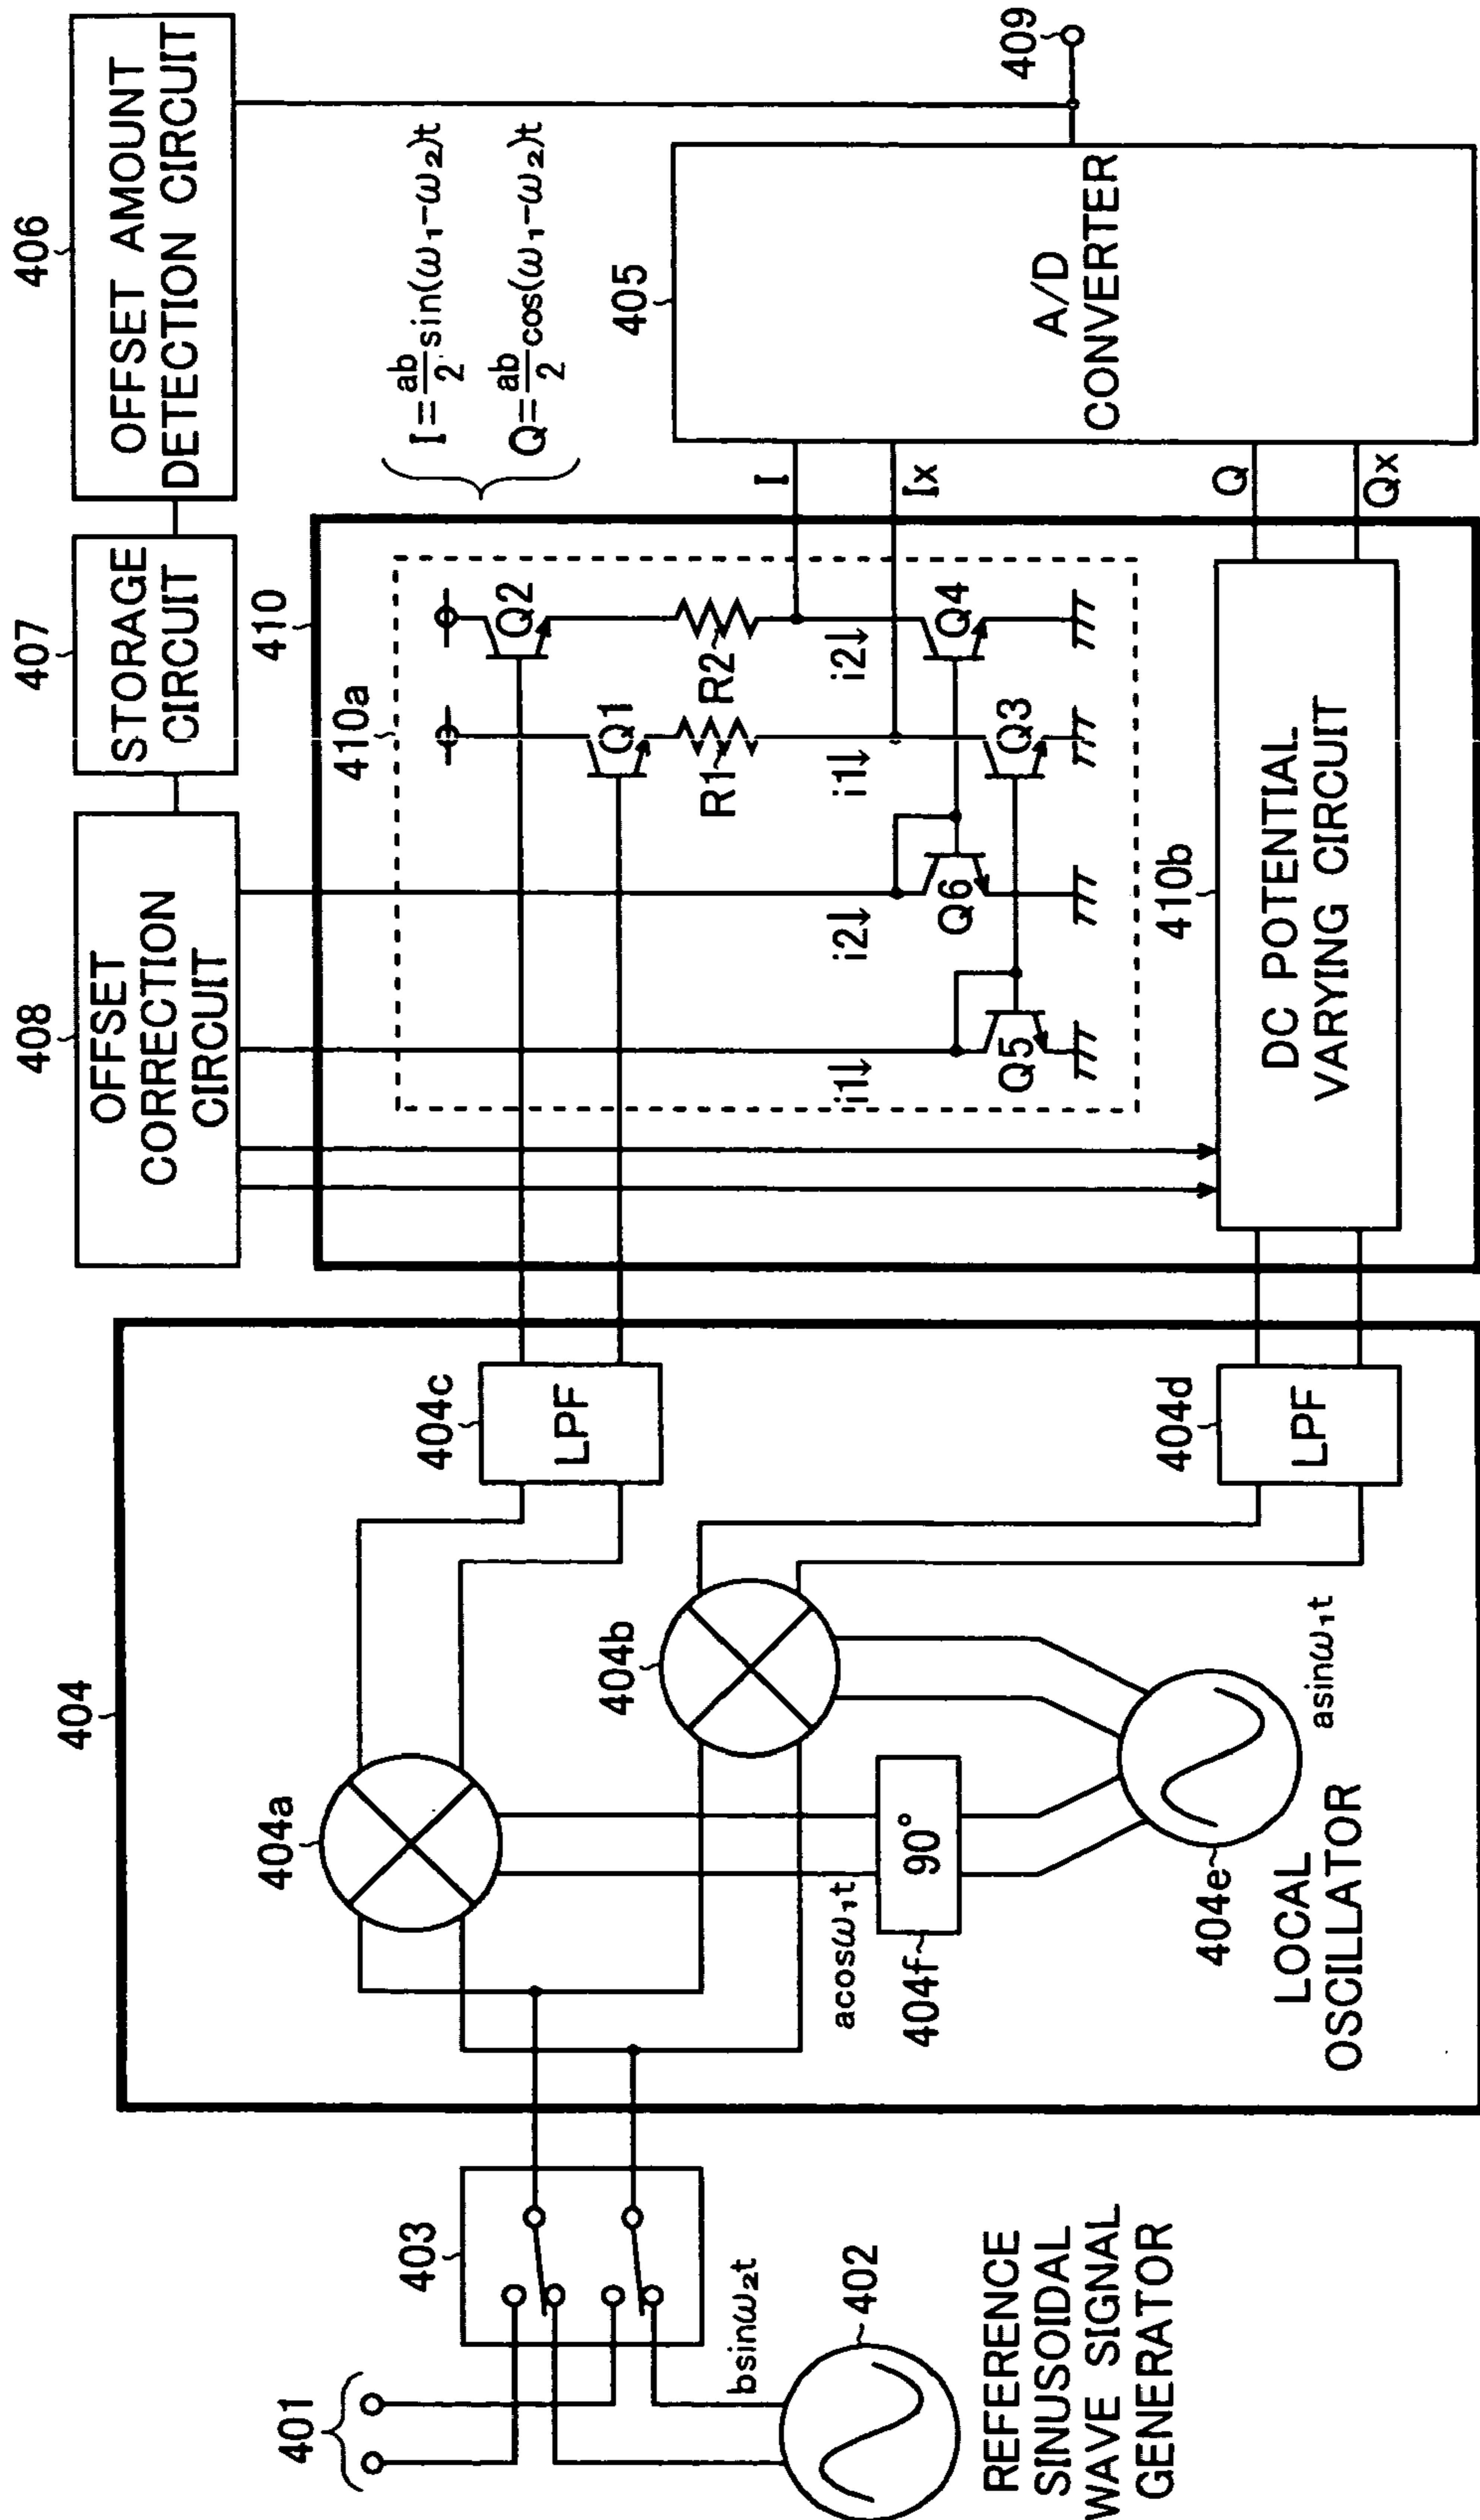 401
403
bsinω₂t
402
REFERENCE
SINUSOIDAL
WAVE SIGNAL
GENERATOR
404
404a
404b
404c
LPF
404d
LPF
acosω₁t
90°
404f
404e
asinω₁t
LOCAL
OSCILLATOR
408
OFFSET
CORRECTION
CIRCUIT
407
STORAGE
CIRCUIT
406
OFFSET AMOUNT
DETECTION CIRCUIT
410
410a
Q2
Q1
R1
R2
i1
i2
i1
i2
Q6
Q4
Q5
Q3
410b
DC POTENTIAL
VARYING CIRCUIT
I=ab/2 sin(ω₁-ω₂)t
Q=ab/2 cos(ω₁-ω₂)t
I
Ix
Q
Qx
405
A/D
CONVERTER
409